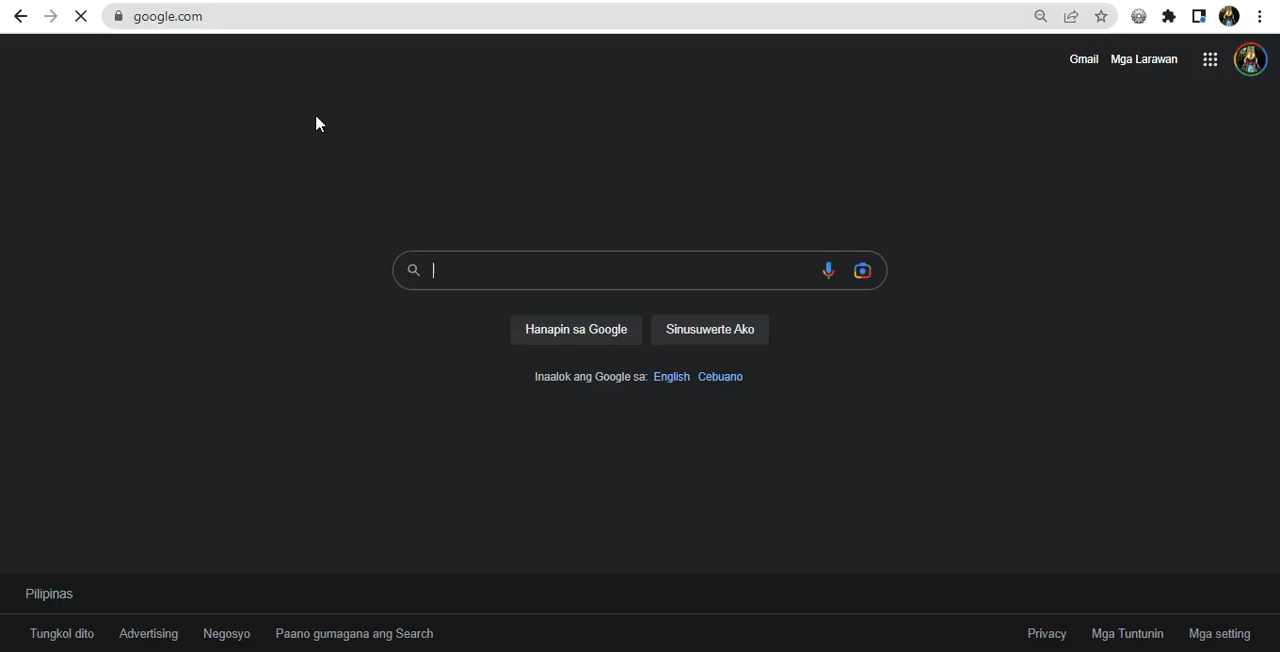 google.com
Gmail Mga Larawan
Hanapin sa Google Sinusuwerte Ako
Inaalok ang Google sa: English Cebuano
Pilipinas
Tungkol dito Advertising Negosyo Paano gumagana ang Search Privacy Mga Tuntunin Mga setting